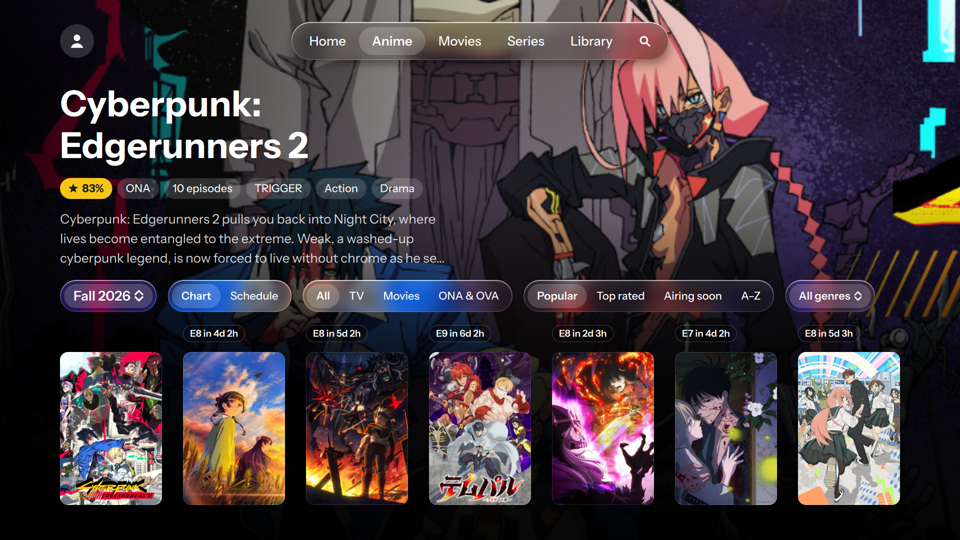 Home Anime Movies Series Library
Cyberpunk:
Edgerunners 2
★ 83% ONA 10 episodes TRIGGER Action Drama
Cyberpunk: Edgerunners 2 pulls you back into Night City, where
lives become entangled to the extreme. Weak, a washed-up
cyberpunk legend, is now forced to live without chrome as he se...
Fall 2026 Chart Schedule All TV Movies ONA & OVA Popular Top rated Airing soon A–Z All genres
E8 in 4d 2h E8 in 5d 2h E9 in 6d 2h E8 in 2d 3h E7 in 4d 2h E8 in 5d 3h